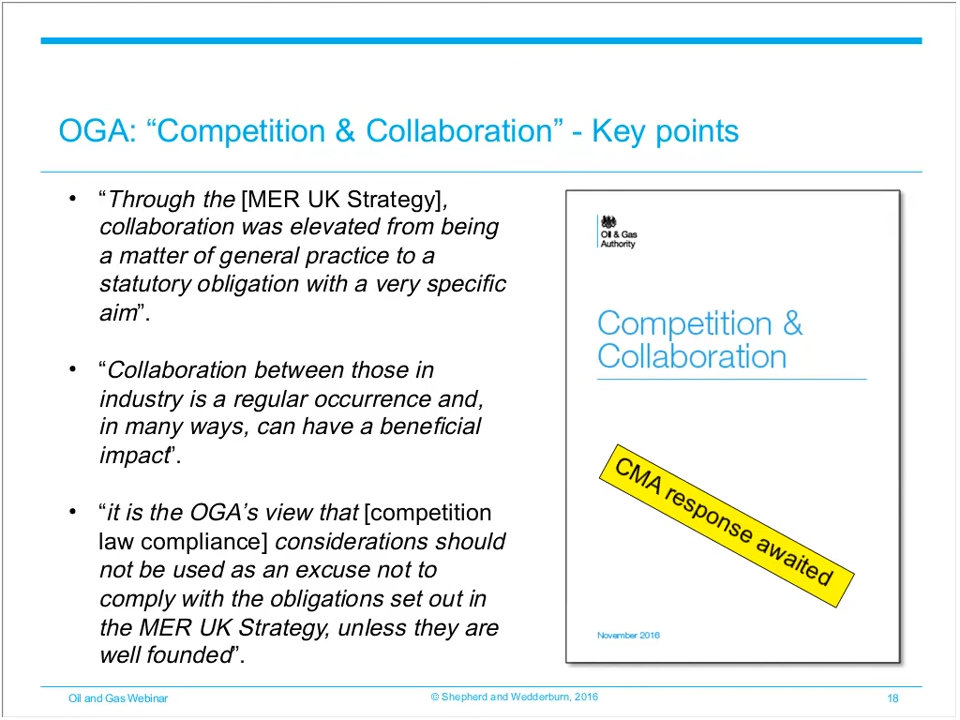 OGA: “Competition & Collaboration” - Key points
• “Through the [MER UK Strategy],
collaboration was elevated from being
a matter of general practice to a
statutory obligation with a very specific
aim”.
• “Collaboration between those in
industry is a regular occurrence and,
in many ways, can have a beneficial
impact”.
• “it is the OGA’s view that [competition
law compliance] considerations should
not be used as an excuse not to
comply with the obligations set out in
the MER UK Strategy, unless they are
well founded”.
Oil & Gas
Authority
Competition &
Collaboration
CMA response awaited
November 2016
Oil and Gas Webinar
© Shepherd and Wedderburn, 2016
18